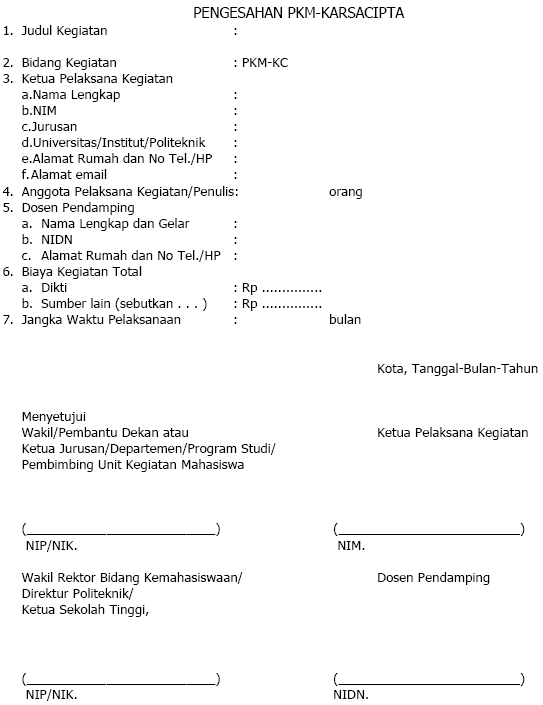 PENGESAHAN PKM-KARSACIPTA
1. Judul Kegiatan :
2. Bidang Kegiatan : PKM-KC
3. Ketua Pelaksana Kegiatan
a.Nama Lengkap :
b.NIM :
c.Jurusan :
d.Universitas/Institut/Politeknik :
e.Alamat Rumah dan No Tel./HP :
f.Alamat email :
4. Anggota Pelaksana Kegiatan/Penulis: orang
5. Dosen Pendamping
a. Nama Lengkap dan Gelar :
b. NIDN :
c. Alamat Rumah dan No Tel./HP :
6. Biaya Kegiatan Total
a. Dikti : Rp ...............
b. Sumber lain (sebutkan . . . ) : Rp ...............
7. Jangka Waktu Pelaksanaan : bulan
Kota, Tanggal-Bulan-Tahun
Menyetujui
Wakil/Pembantu Dekan atau Ketua Pelaksana Kegiatan
Ketua Jurusan/Departemen/Program Studi/
Pembimbing Unit Kegiatan Mahasiswa
(___________________________) (__________________________)
NIP/NIK. NIM.
Wakil Rektor Bidang Kemahasiswaan/ Dosen Pendamping
Direktur Politeknik/
Ketua Sekolah Tinggi,
(___________________________) (__________________________)
NIP/NIK. NIDN.